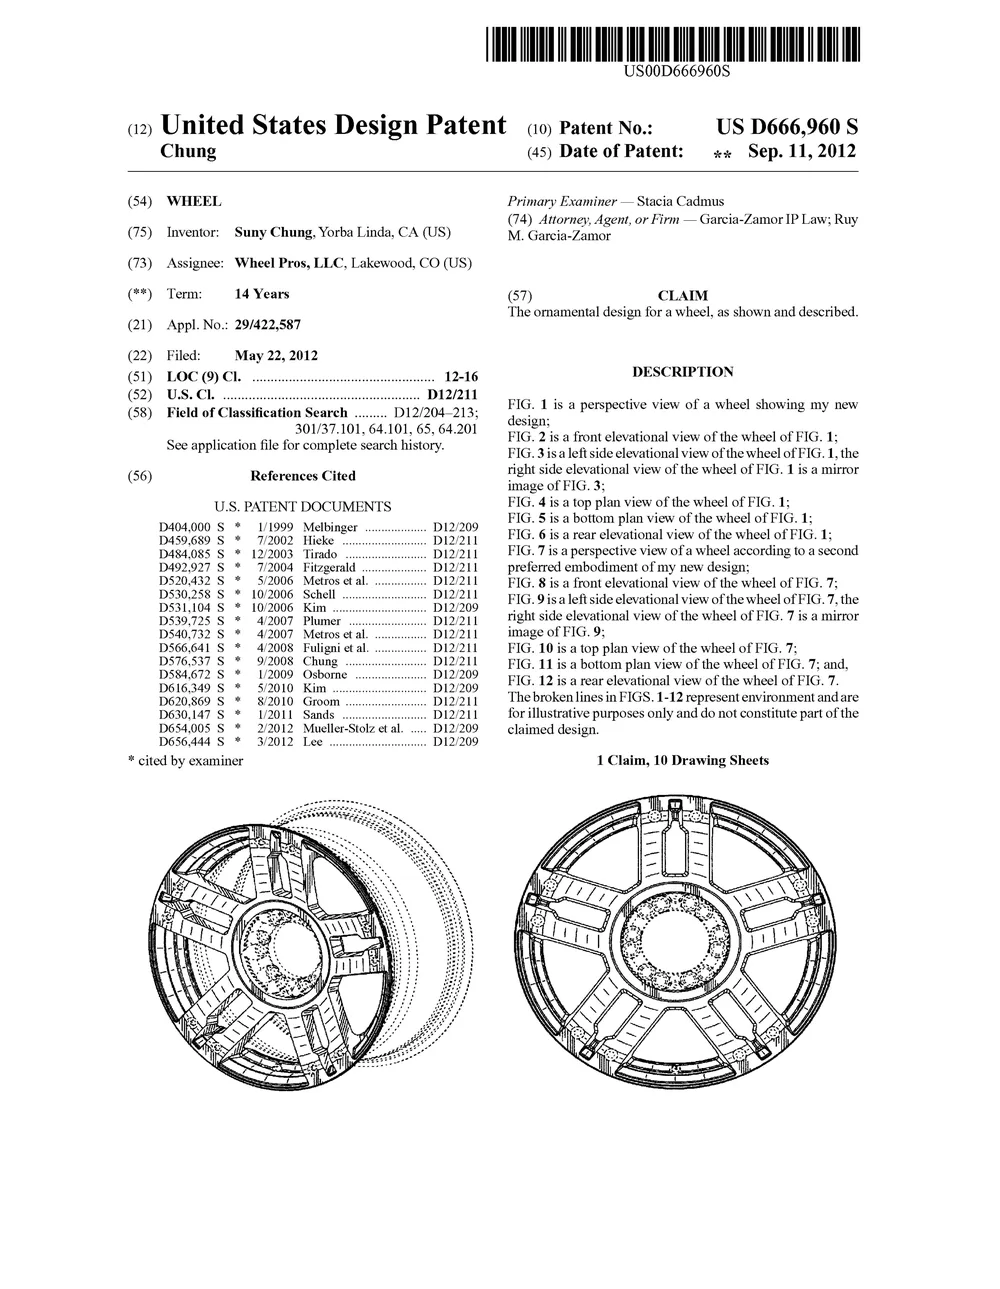 US00D666960S
(12) United States Design Patent
Chung
(10) Patent No.: US D666,960 S
(45) Date of Patent: ** Sep. 11, 2012
(54) WHEEL
(75) Inventor: Suny Chung, Yorba Linda, CA (US)
(73) Assignee: Wheel Pros, LLC, Lakewood, CO (US)
(**) Term: 14 Years
(21) Appl. No.: 29/422,587
(22) Filed: May 22, 2012
(51) LOC (9) Cl. ................................................. 12-16
(52) U.S. Cl. ..................................................... D12/211
(58) Field of Classification Search ......... D12/204–213;
301/37.101, 64.101, 65, 64.201
See application file for complete search history.
(56) References Cited
U.S. PATENT DOCUMENTS
D404,000 S * 1/1999 Melbinger ................... D12/209
D459,689 S * 7/2002 Hieke .......................... D12/211
D484,085 S * 12/2003 Tirado ......................... D12/211
D492,927 S * 7/2004 Fitzgerald .................... D12/211
D520,432 S * 5/2006 Metros et al. ................ D12/211
D530,258 S * 10/2006 Schell .......................... D12/211
D531,104 S * 10/2006 Kim ............................. D12/209
D539,725 S * 4/2007 Plumer ........................ D12/211
D540,732 S * 4/2007 Metros et al. ................ D12/211
D566,641 S * 4/2008 Fuligni et al. ................ D12/211
D576,537 S * 9/2008 Chung ......................... D12/211
D584,672 S * 1/2009 Osborne ...................... D12/209
D616,349 S * 5/2010 Kim ............................. D12/209
D620,869 S * 8/2010 Groom ......................... D12/211
D630,147 S * 1/2011 Sands .......................... D12/211
D654,005 S * 2/2012 Mueller-Stolz et al. ..... D12/209
D656,444 S * 3/2012 Lee .............................. D12/209
* cited by examiner
Primary Examiner — Stacia Cadmus
(74) Attorney, Agent, or Firm — Garcia-Zamor IP Law; Ruy
M. Garcia-Zamor
(57) CLAIM
The ornamental design for a wheel, as shown and described.
DESCRIPTION
FIG. 1 is a perspective view of a wheel showing my new
design;
FIG. 2 is a front elevational view of the wheel of FIG. 1;
FIG. 3 is a left side elevational view of the wheel of FIG. 1, the
right side elevational view of the wheel of FIG. 1 is a mirror
image of FIG. 3;
FIG. 4 is a top plan view of the wheel of FIG. 1;
FIG. 5 is a bottom plan view of the wheel of FIG. 1;
FIG. 6 is a rear elevational view of the wheel of FIG. 1;
FIG. 7 is a perspective view of a wheel according to a second
preferred embodiment of my new design;
FIG. 8 is a front elevational view of the wheel of FIG. 7;
FIG. 9 is a left side elevational view of the wheel of FIG. 7, the
right side elevational view of the wheel of FIG. 7 is a mirror
image of FIG. 9;
FIG. 10 is a top plan view of the wheel of FIG. 7;
FIG. 11 is a bottom plan view of the wheel of FIG. 7; and,
FIG. 12 is a rear elevational view of the wheel of FIG. 7.
The broken lines in FIGS. 1-12 represent environment and are
for illustrative purposes only and do not constitute part of the
claimed design.
1 Claim, 10 Drawing Sheets